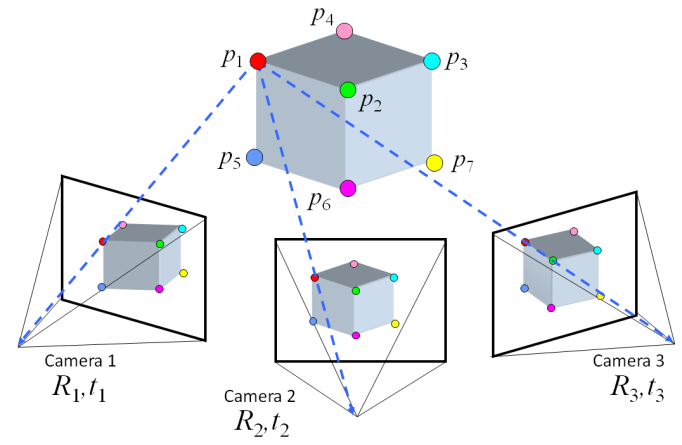 p4
p1
p3
p2
p5
p7
p6
Camera 1
R1,t1
Camera 2
R2,t2
Camera 3
R3,t3